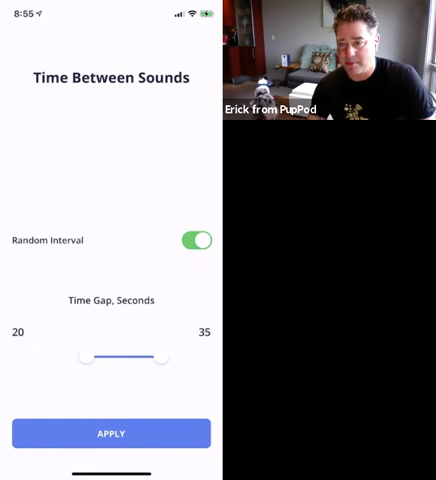 8:55
Time Between Sounds
Erick from PupPod
Random Interval
Time Gap, Seconds
20 35
APPLY